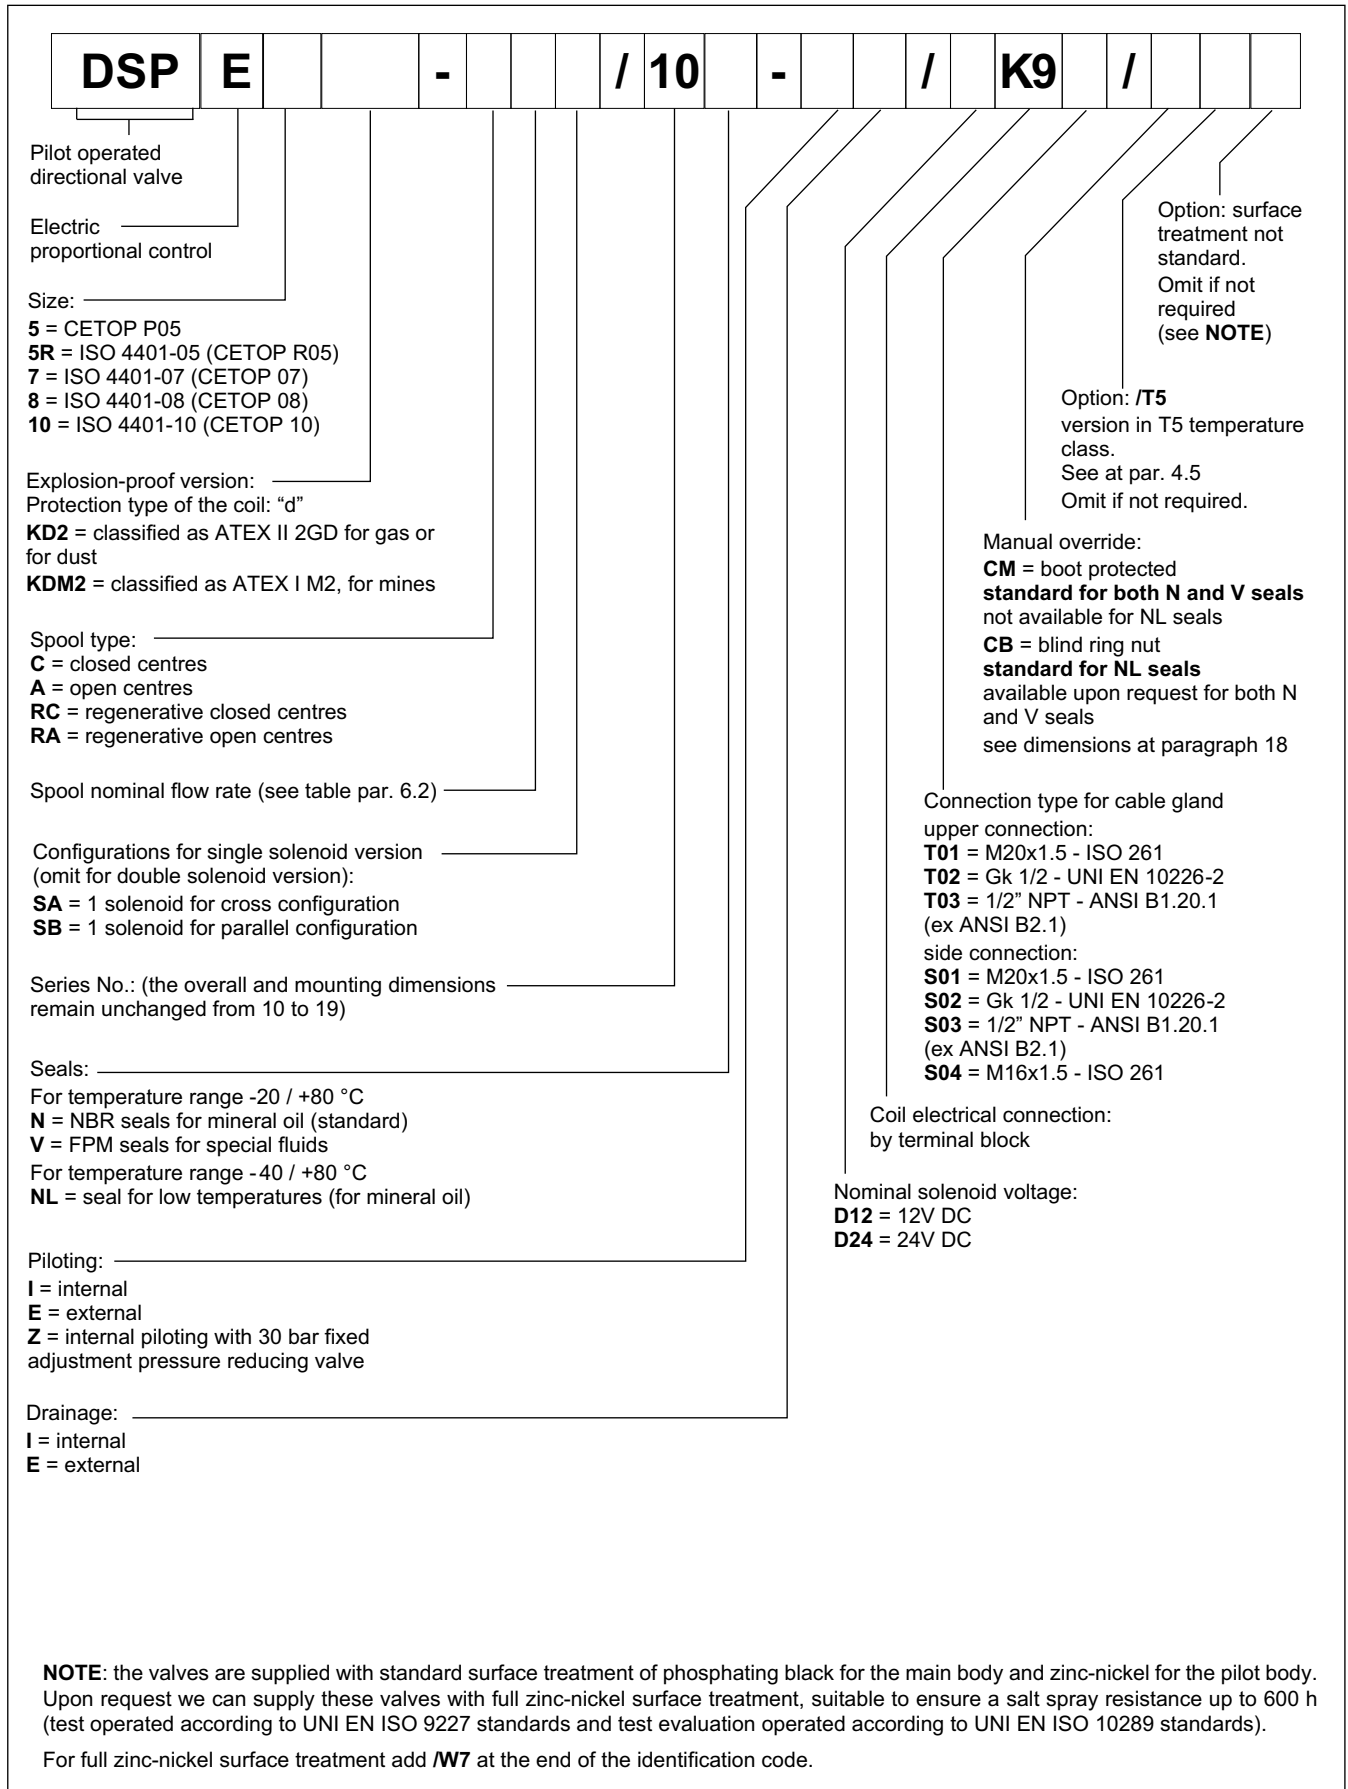 DSP E - / 10 - / K9 /
Pilot operated
directional valve
Electric
proportional control
Size:
5 = CETOP P05
5R = ISO 4401-05 (CETOP R05)
7 = ISO 4401-07 (CETOP 07)
8 = ISO 4401-08 (CETOP 08)
10 = ISO 4401-10 (CETOP 10)
Explosion-proof version:
Protection type of the coil: “d”
KD2 = classified as ATEX II 2GD for gas or
for dust
KDM2 = classified as ATEX I M2, for mines
Spool type:
C = closed centres
A = open centres
RC = regenerative closed centres
RA = regenerative open centres
Spool nominal flow rate (see table par. 6.2)
Configurations for single solenoid version
(omit for double solenoid version):
SA = 1 solenoid for cross configuration
SB = 1 solenoid for parallel configuration
Series No.: (the overall and mounting dimensions
remain unchanged from 10 to 19)
Seals:
For temperature range -20 / +80 °C
N = NBR seals for mineral oil (standard)
V = FPM seals for special fluids
For temperature range -40 / +80 °C
NL = seal for low temperatures (for mineral oil)
Piloting:
I = internal
E = external
Z = internal piloting with 30 bar fixed
adjustment pressure reducing valve
Drainage:
I = internal
E = external
Option: surface
treatment not
standard.
Omit if not
required
(see NOTE)
Option: /T5
version in T5 temperature
class.
See at par. 4.5
Omit if not required.
Manual override:
CM = boot protected
standard for both N and V seals
not available for NL seals
CB = blind ring nut
standard for NL seals
available upon request for both N
and V seals
see dimensions at paragraph 18
Connection type for cable gland
upper connection:
T01 = M20x1.5 - ISO 261
T02 = Gk 1/2 - UNI EN 10226-2
T03 = 1/2” NPT - ANSI B1.20.1
(ex ANSI B2.1)
side connection:
S01 = M20x1.5 - ISO 261
S02 = Gk 1/2 - UNI EN 10226-2
S03 = 1/2” NPT - ANSI B1.20.1
(ex ANSI B2.1)
S04 = M16x1.5 - ISO 261
Coil electrical connection:
by terminal block
Nominal solenoid voltage:
D12 = 12V DC
D24 = 24V DC
NOTE: the valves are supplied with standard surface treatment of phosphating black for the main body and zinc-nickel for the pilot body.
Upon request we can supply these valves with full zinc-nickel surface treatment, suitable to ensure a salt spray resistance up to 600 h
(test operated according to UNI EN ISO 9227 standards and test evaluation operated according to UNI EN ISO 10289 standards).
For full zinc-nickel surface treatment add /W7 at the end of the identification code.